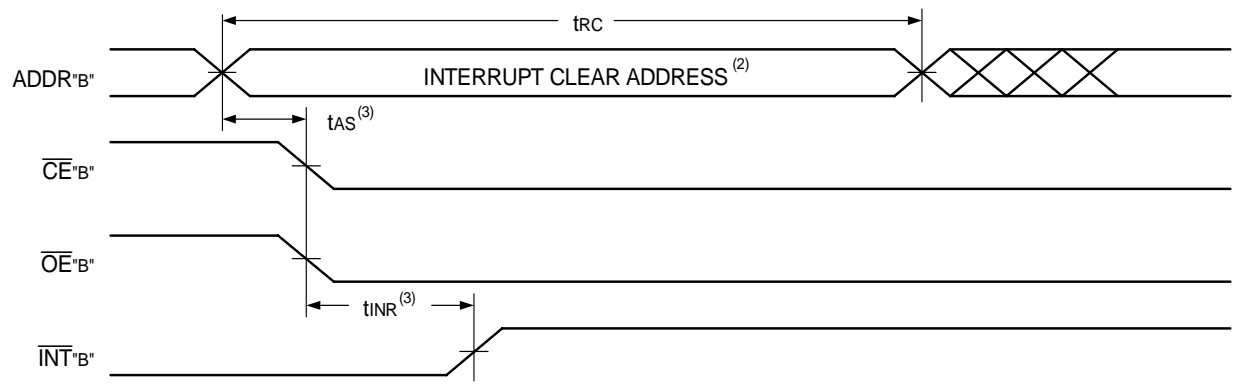 tRC
ADDR"B"
INTERRUPT CLEAR ADDRESS (2)
tAS(3)
CE"B"
OE"B"
tINR(3)
INT"B"